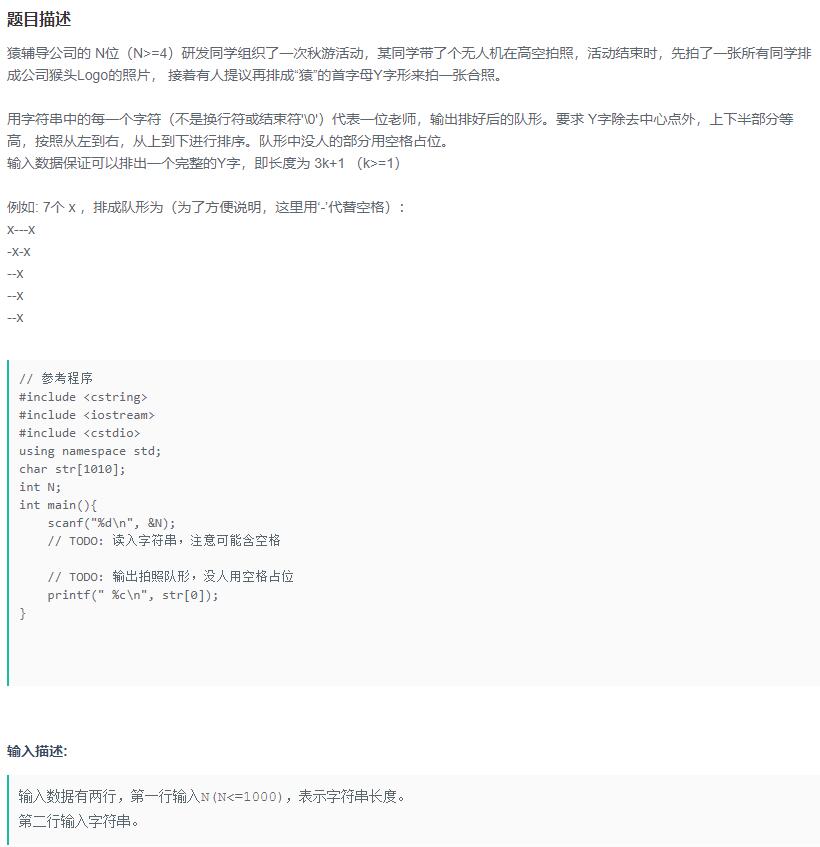 题目描述
猿辅导公司的 N位（N>=4）研发同学组织了一次秋游活动，某同学带了个无人机在高空拍照，活动结束时，先拍了一张所有同学排
成公司猴头Logo的照片， 接着有人提议再排成“猿”的首字母Y字形来拍一张合照。
用字符串中的每一个字符（不是换行符或结束符'\0'）代表一位老师，输出排好后的队形。要求 Y字除去中心点外，上下半部分等
高，按照从左到右，从上到下进行排序。队形中没人的部分用空格占位。
输入数据保证可以排出一个完整的Y字，即长度为 3k+1 （k>=1）
例如: 7个 x ，排成队形为（为了方便说明，这里用‘-’代替空格）：
x---x
-x-x
--x
--x
--x
// 参考程序
#include <cstring>
#include <iostream>
#include <cstdio>
using namespace std;
char str[1010];
int N;
int main(){
    scanf("%d\n", &N);
    // TODO: 读入字符串，注意可能含空格
    // TODO: 输出拍照队形，没人用空格占位
    printf(" %c\n", str[0]);
}
输入描述:
输入数据有两行，第一行输入N(N<=1000)，表示字符串长度。
第二行输入字符串。